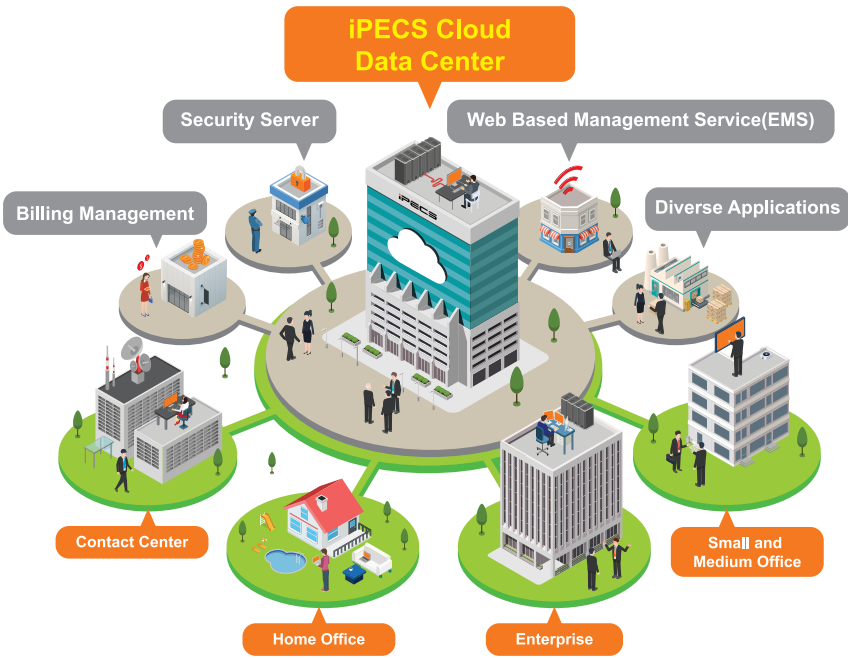 iPECS Cloud
Data Center
Security Server
Web Based Management Service(EMS)
Billing Management
Diverse Applications
iPECS
Contact Center
Small and
Medium Office
Home Office
Enterprise